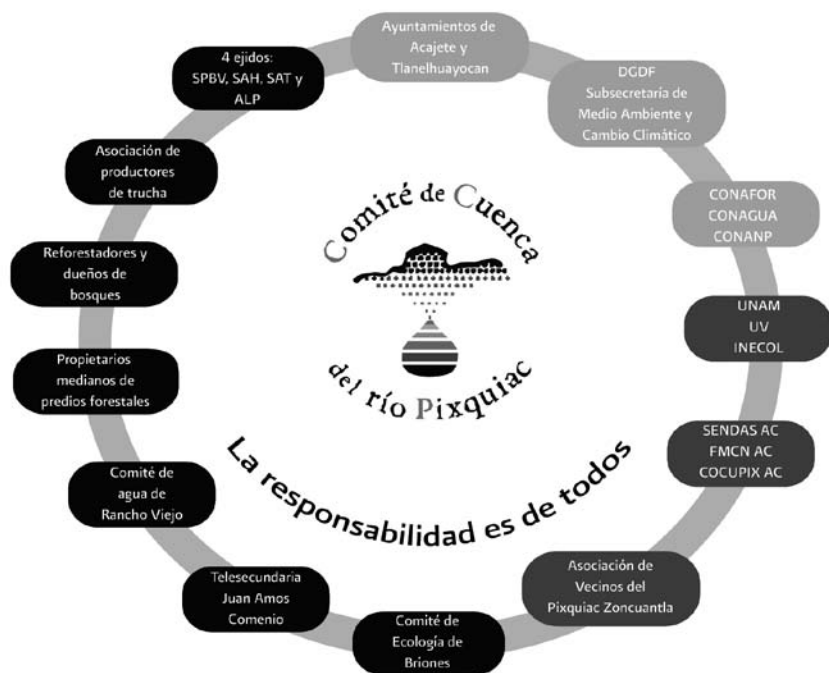 Ayuntamientos de
Acajete y
Tlanelhuayocan
DGDF
Subsecretaría de
Medio Ambiente y
Cambio Climático
CONAFOR
CONAGUA
CONANP
UNAM
UV
INECOL
SENDAS AC
FMCN AC
COCUPIX AC
Asociación de
Vecinos del
Pixquiac Zoncuantla
Comité de
Ecología de
Briones
Telesecundaria
Juan Amos
Comenio
Comité de
agua de
Rancho Viejo
Propietarios
medianos de
predios forestales
Reforestadores y
dueños de
bosques
Asociación de
productores
de trucha
4 ejidos:
SPBV, SAH, SAT y
ALP
Comité de Cuenca
del río Pixquiac
La responsabilidad es de todos